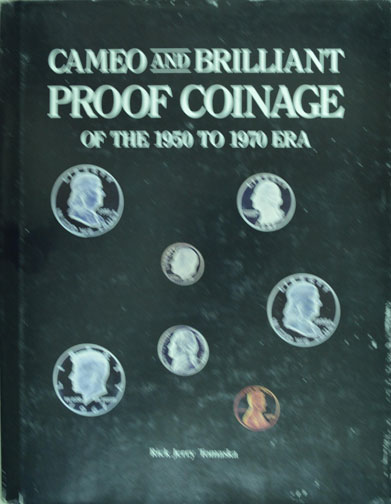 CAMEO AND BRILLIANT
PROOF COINAGE
OF THE 1950 TO 1970 ERA
Rick Jerry Tomaska